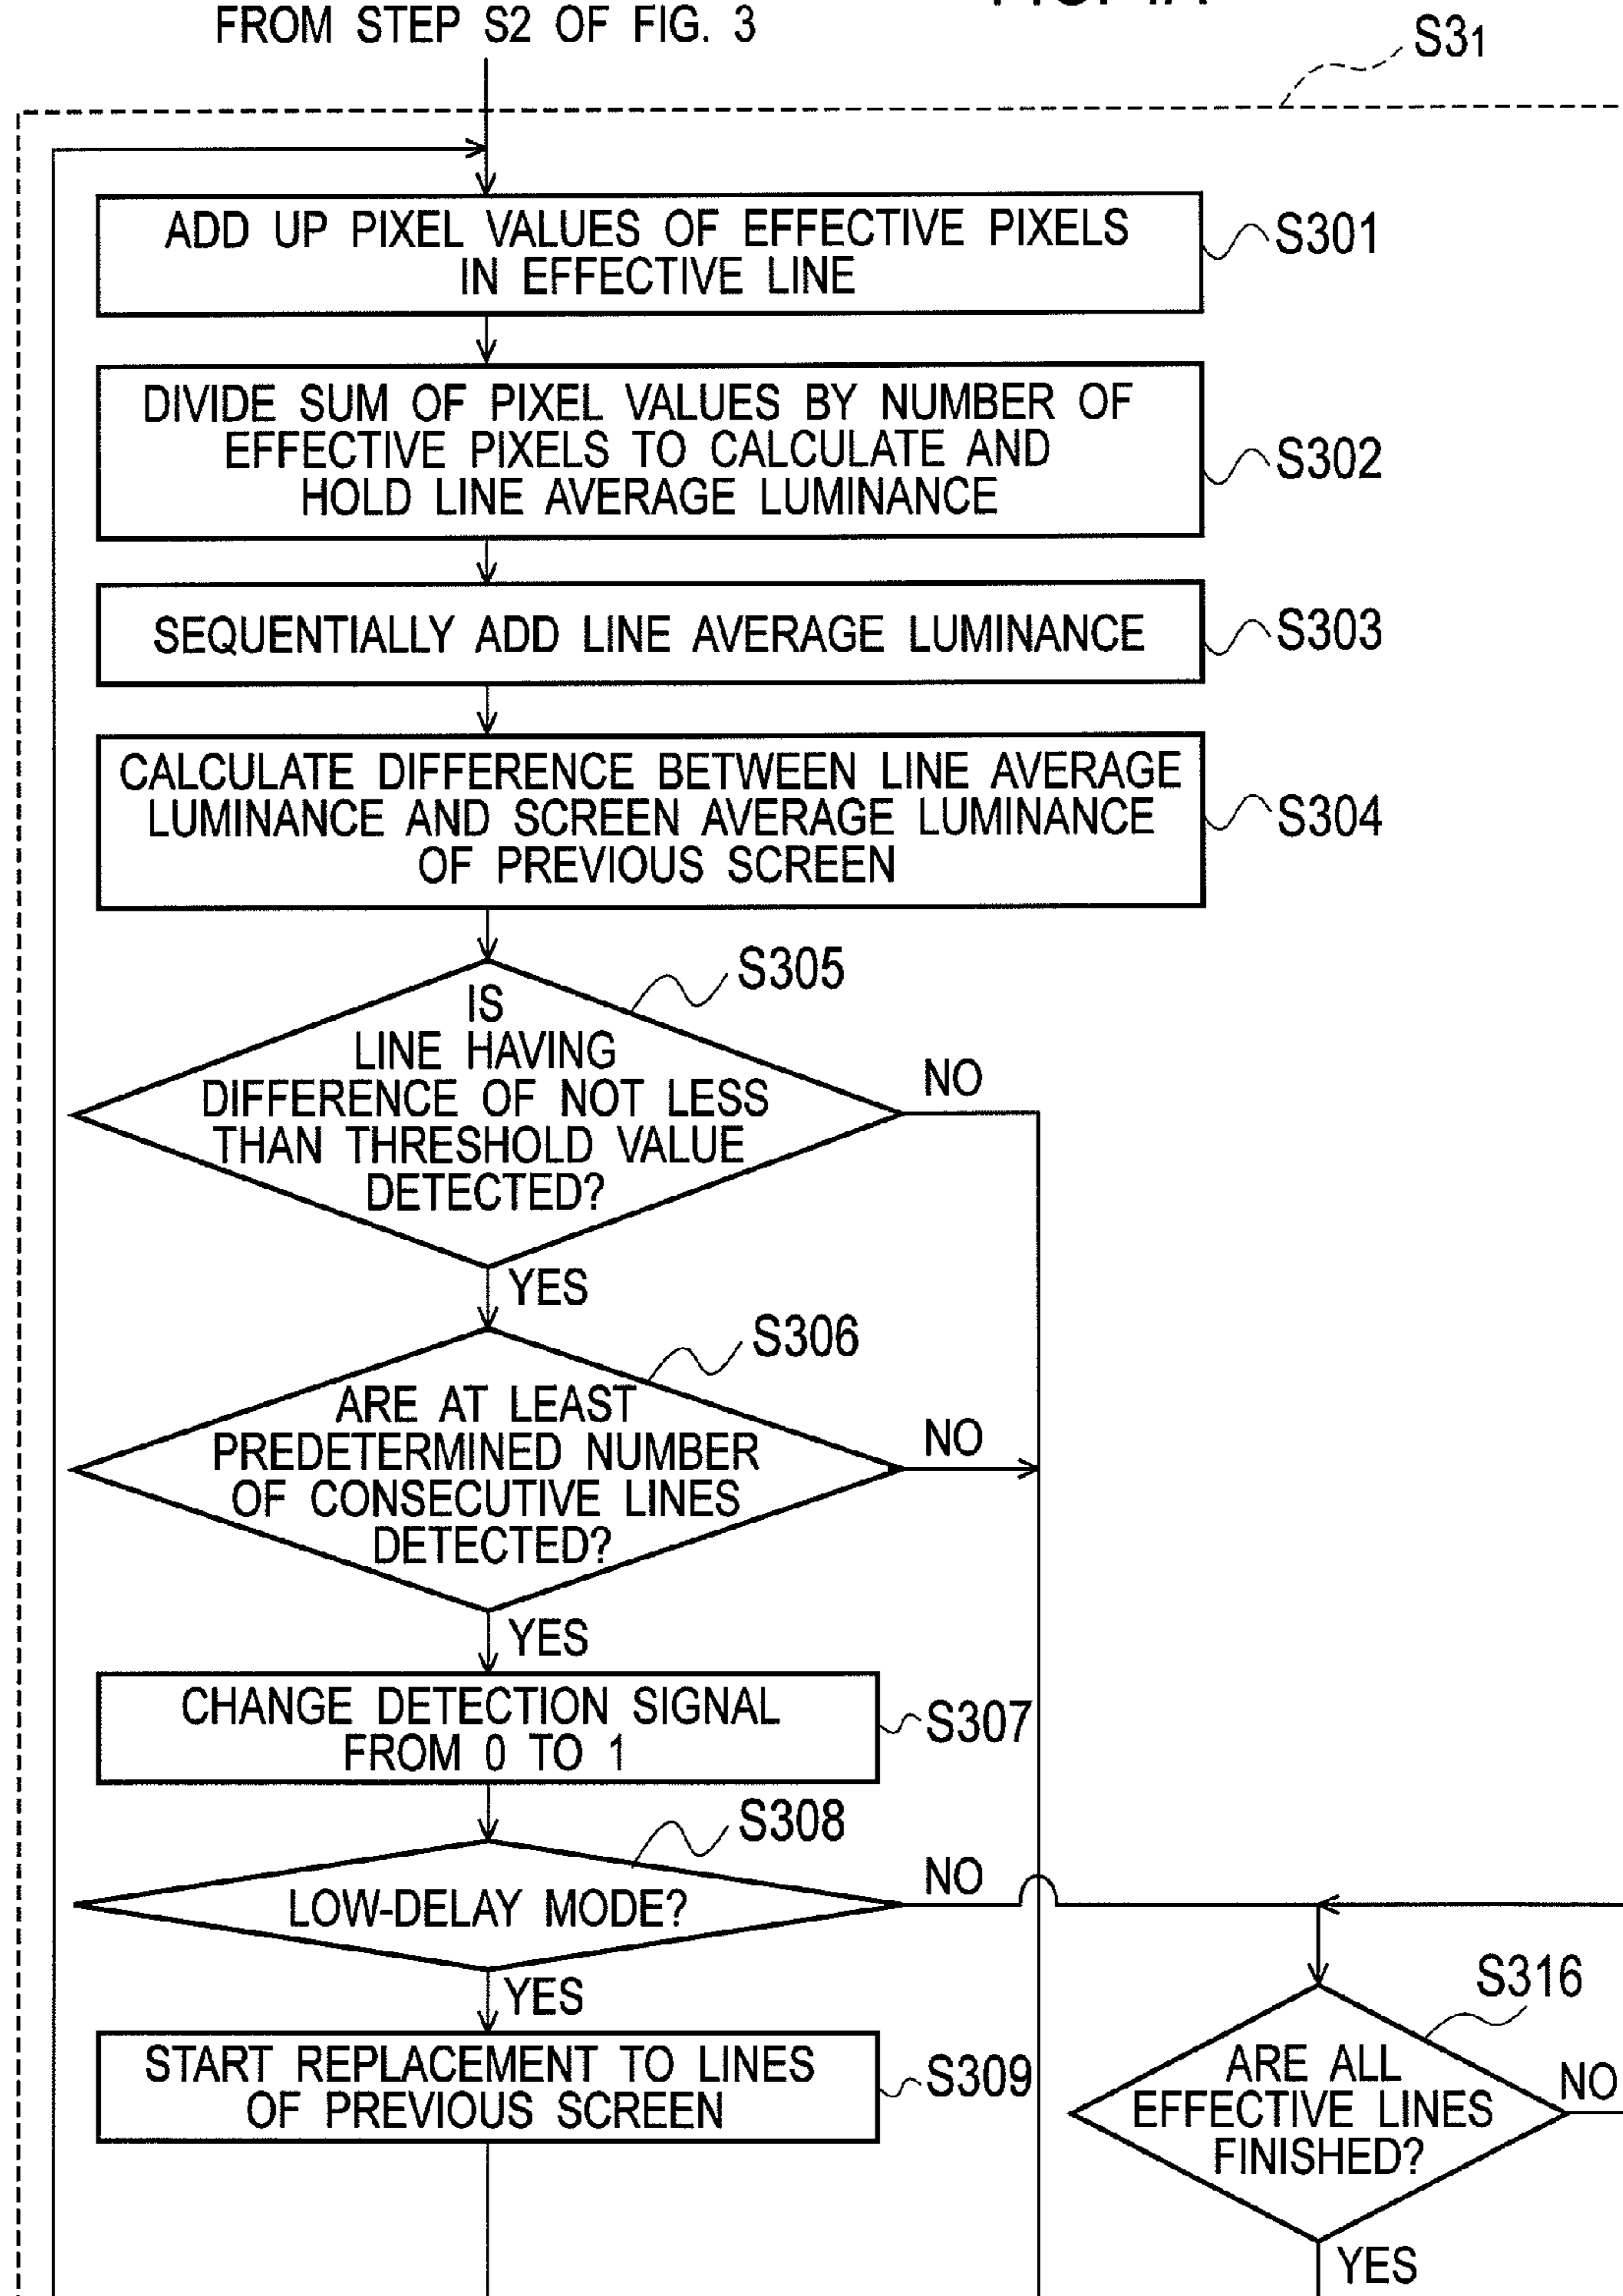 FROM STEP S2 OF FIG. 3
S31
ADD UP PIXEL VALUES OF EFFECTIVE PIXELS
IN EFFECTIVE LINE
S301
DIVIDE SUM OF PIXEL VALUES BY NUMBER OF
EFFECTIVE PIXELS TO CALCULATE AND
HOLD LINE AVERAGE LUMINANCE
S302
SEQUENTIALLY ADD LINE AVERAGE LUMINANCE
S303
CALCULATE DIFFERENCE BETWEEN LINE AVERAGE
LUMINANCE AND SCREEN AVERAGE LUMINANCE
OF PREVIOUS SCREEN
S304
S305
IS
LINE HAVING
DIFFERENCE OF NOT LESS
THAN THRESHOLD VALUE
DETECTED?
NO
YES
S306
ARE AT LEAST
PREDETERMINED NUMBER
OF CONSECUTIVE LINES
DETECTED?
NO
YES
CHANGE DETECTION SIGNAL
FROM 0 TO 1
S307
S308
LOW-DELAY MODE?
NO
YES
START REPLACEMENT TO LINES
OF PREVIOUS SCREEN
S309
S316
ARE ALL
EFFECTIVE LINES
FINISHED?
NO
YES